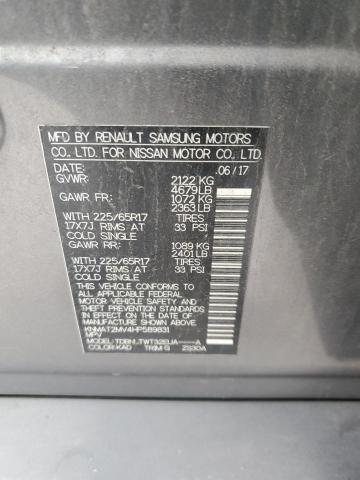 MFD BY RENAULT SAMSUNG MOTORS
CO., LTD. FOR NISSAN MOTOR CO., LTD.
DATE: 06/17
GVWR: 2122 KG
4679 LB
GAWR FR: 1072 KG
2363 LB
WITH 225/65R17 TIRES
17X7J RIMS AT 33 PSI
COLD SINGLE
GAWR RR: 1089 KG
2401 LB
WITH 225/65R17 TIRES
17X7J RIMS AT 33 PSI
COLD SINGLE
THIS VEHICLE CONFORMS TO ALL
APPLICABLE FEDERAL MOTOR VEHICLE
SAFETY, BUMPER, AND THEFT PREVENTION
STANDARDS IN EFFECT ON THE DATE
OF MANUFACTURE SHOWN ABOVE.
KNMAT2MV4HP589831
MPV
MODEL: TWT32EUA-----A
COLOR: KAD TRIM: G